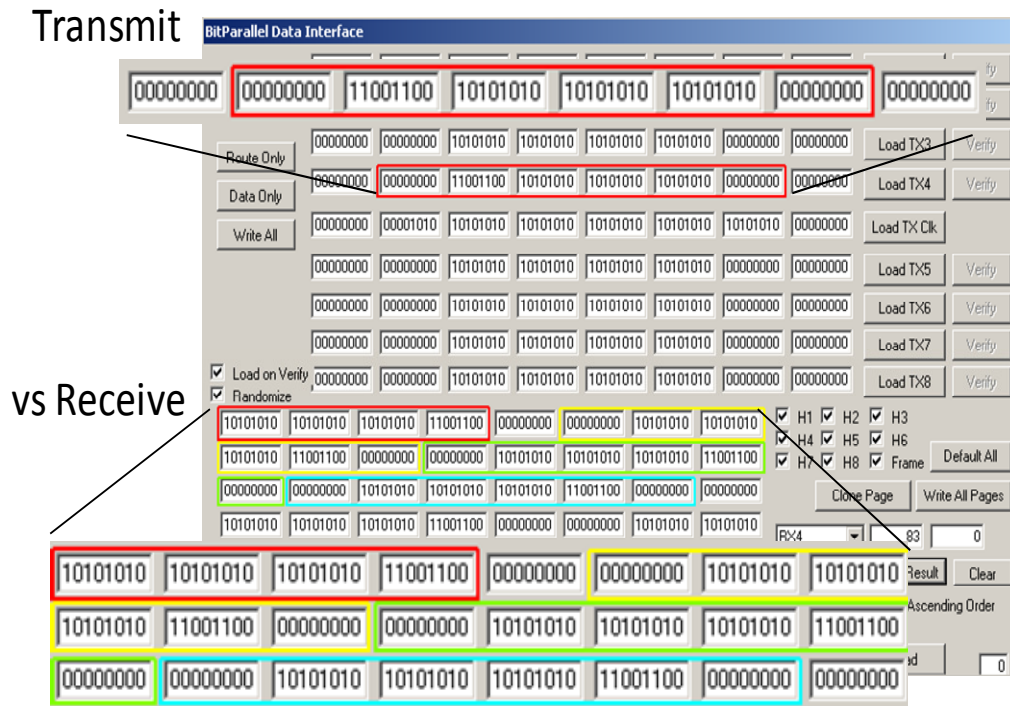 Transmit
BitParallel Data Interface
00000000 00000000 11001100 10101010 10101010 10101010 00000000 00000000
fy
fy
00000000 00000000 10101010 10101010 10101010 10101010 00000000 00000000 Load TX3 Verify
Route Only
00000000 00000000 11001100 10101010 10101010 10101010 00000000 00000000 Load TX4 Verify
Data Only
00000000 00001010 10101010 10101010 10101010 10101010 10101010 00000000 Load TX Clk
Write All
00000000 00000000 10101010 10101010 10101010 10101010 00000000 00000000 Load TX5 Verify
00000000 00000000 10101010 10101010 10101010 10101010 00000000 00000000 Load TX6 Verify
00000000 00000000 10101010 10101010 10101010 10101010 00000000 00000000 Load TX7 Verify
Load on Verify 00000000 00000000 10101010 10101010 10101010 10101010 00000000 00000000 Load TX8 Verify
Randomize
vs Receive
10101010 10101010 10101010 11001100 00000000 00000000 10101010 10101010 H1 H2 H3
H4 H5 H6
10101010 11001100 00000000 00000000 10101010 10101010 10101010 11001100 H7 H8 Frame Default All
00000000 00000000 10101010 10101010 10101010 11001100 00000000 00000000 Clone Page Write All Pages
10101010 10101010 10101010 11001100 00000000 00000000 10101010 10101010 RX4 83 0
10101010 10101010 10101010 11001100 00000000 00000000 10101010 10101010 Result Clear
Ascending Order
10101010 11001100 00000000 00000000 10101010 10101010 10101010 11001100
00000000 00000000 10101010 10101010 10101010 11001100 00000000 00000000 ad 0